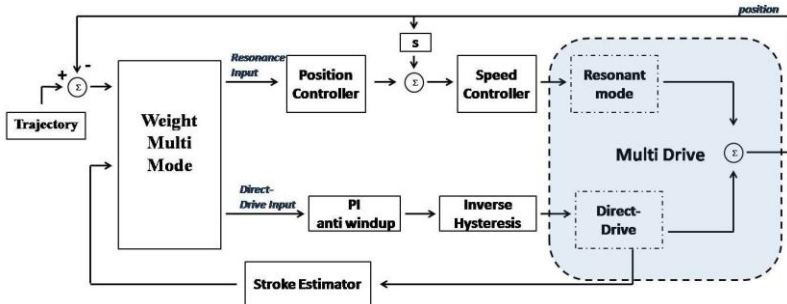 position
+
-
Σ
s
Resonance
Input
Position
Controller
Σ
Speed
Controller
Resonant
mode
Trajectory
Weight
Multi
Mode
Multi Drive
Σ
Direct-
Drive Input
PI
anti windup
Inverse
Hysteresis
Direct-
Drive
Stroke Estimator